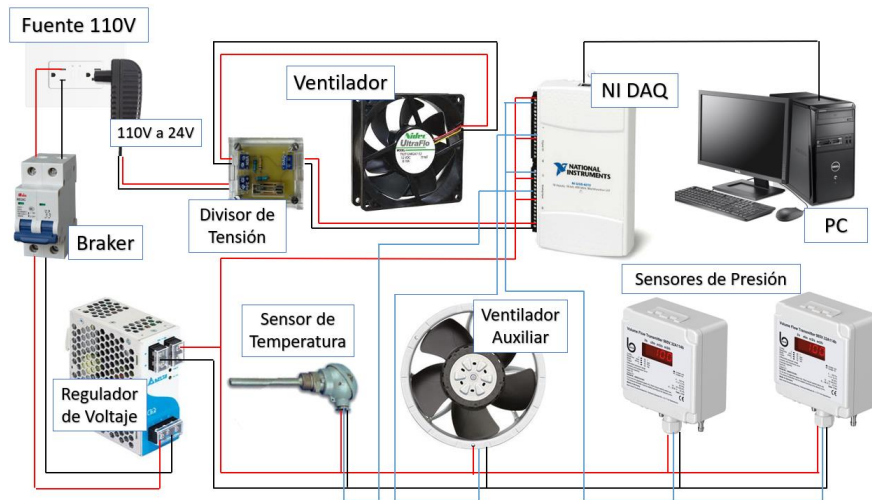 Fuente 110V
110V a 24V
Ventilador
NI DAQ
Nidec
UltraFlo
NATIONAL
INSTRUMENTS
Divisor de
Tensión
Braker
PC
Sensores de Presión
Sensor de
Temperatura
Ventilador
Auxiliar
Regulador
de Voltaje